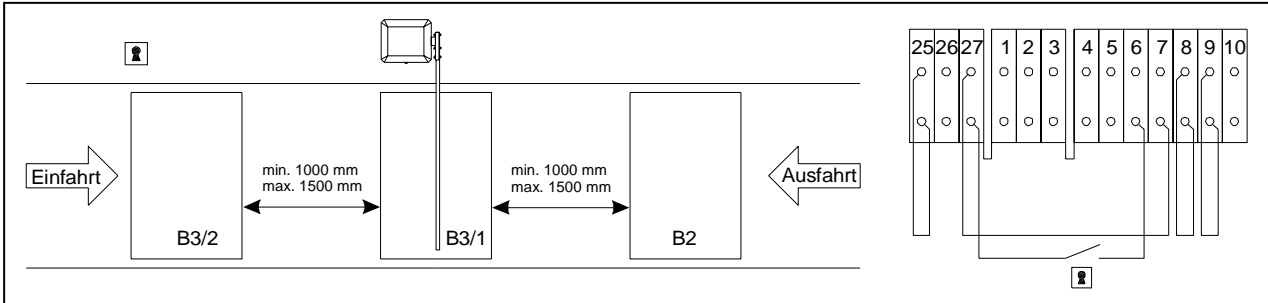 25 26 27 1 2 3 4 5 6 7 8 9 10
min. 1000 mm
max. 1500 mm
min. 1000 mm
max. 1500 mm
Einfahrt
Ausfahrt
B3/2
B3/1
B2